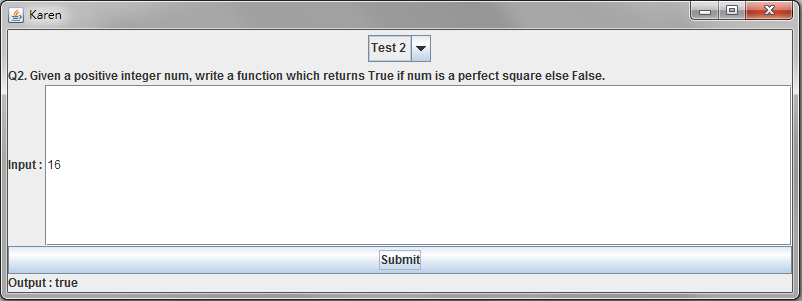 Karen
Test 2
Q2. Given a positive integer num, write a function which returns True if num is a perfect square else False.
Input : 16
Submit
Output : true